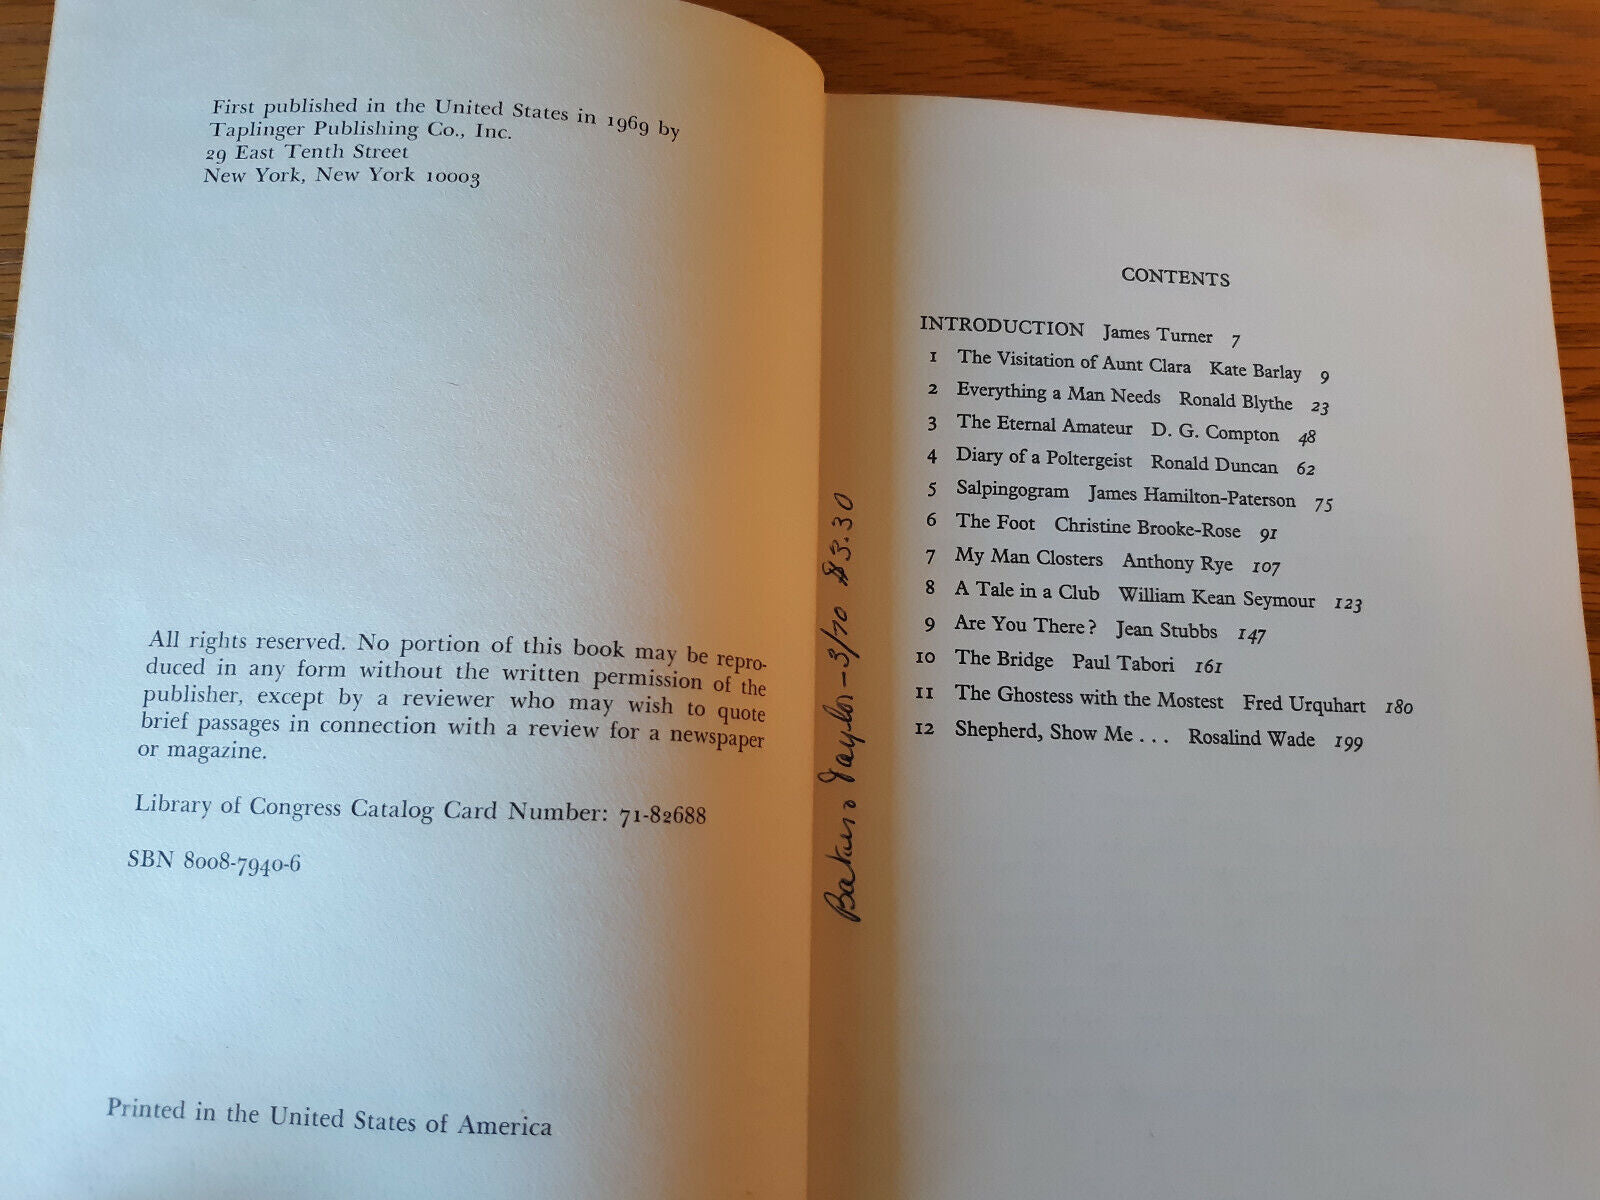 First published in the United States in 1969 by
Taplinger Publishing Co., Inc.
29 East Tenth Street
New York, New York 10003
All rights reserved. No portion of this book may be repro-
duced in any form without the written permission of the
publisher, except by a reviewer who may wish to quote
brief passages in connection with a review for a newspaper
or magazine.
Library of Congress Catalog Card Number: 71-82688
SBN 8008-7940-6
Printed in the United States of America
Baker & Taylor - 3/70 $3.30
CONTENTS
INTRODUCTION James Turner 7
1 The Visitation of Aunt Clara Kate Barlay 9
2 Everything a Man Needs Ronald Blythe 23
3 The Eternal Amateur D. G. Compton 48
4 Diary of a Poltergeist Ronald Duncan 62
5 Salpingogram James Hamilton-Paterson 75
6 The Foot Christine Brooke-Rose 91
7 My Man Closters Anthony Rye 107
8 A Tale in a Club William Kean Seymour 123
9 Are You There? Jean Stubbs 147
10 The Bridge Paul Tabori 161
11 The Ghostess with the Mostest Fred Urquhart 180
12 Shepherd, Show Me . . . Rosalind Wade 199